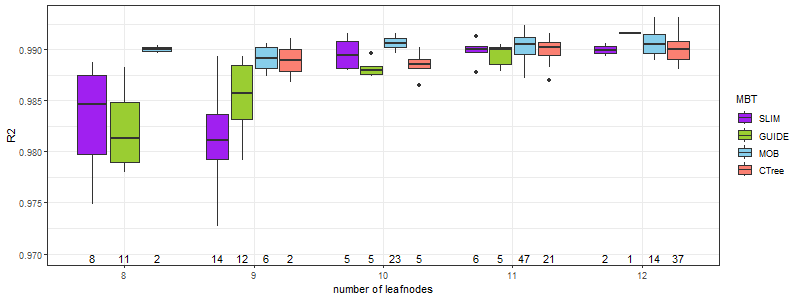 0.990
0.985
0.980
0.975
0.970
R2
8 11 2 14 12 6 2 5 5 23 5 6 5 47 21 2 1 14 37
8 9 10 11 12
number of leafnodes
MBT
SLIM
GUIDE
MOB
CTree